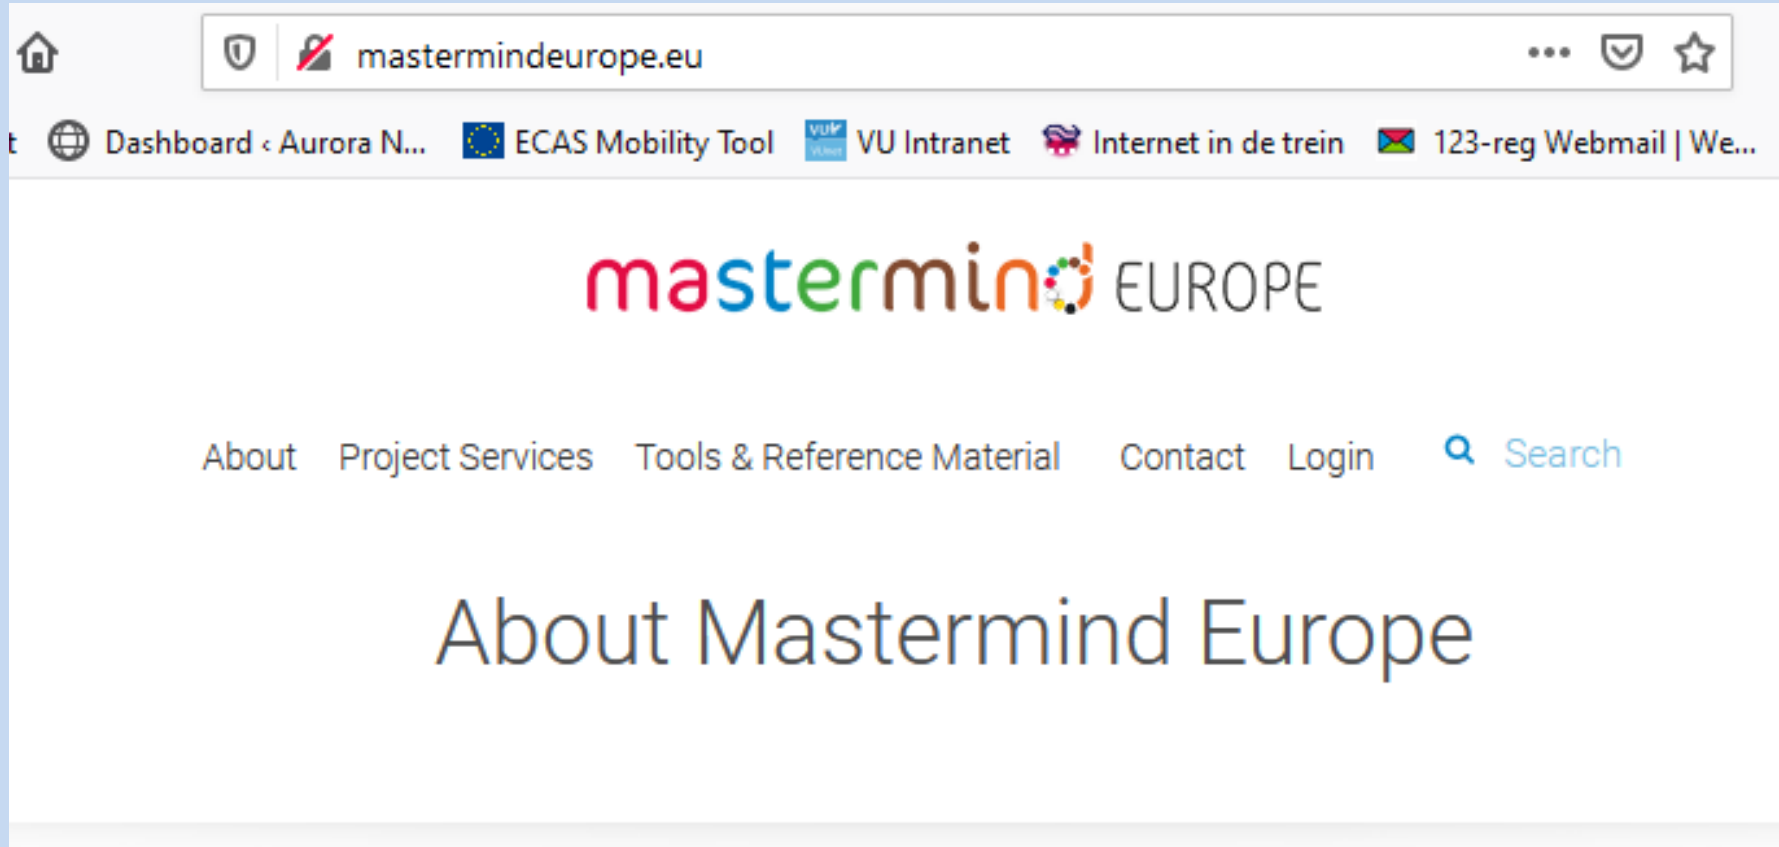 mastermindeurope.eu
t Dashboard ‹ Aurora N... ECAS Mobility Tool VU Intranet Internet in de trein 123-reg Webmail | We...
mastermind EUROPE
About Project Services Tools & Reference Material Contact Login Search
About Mastermind Europe